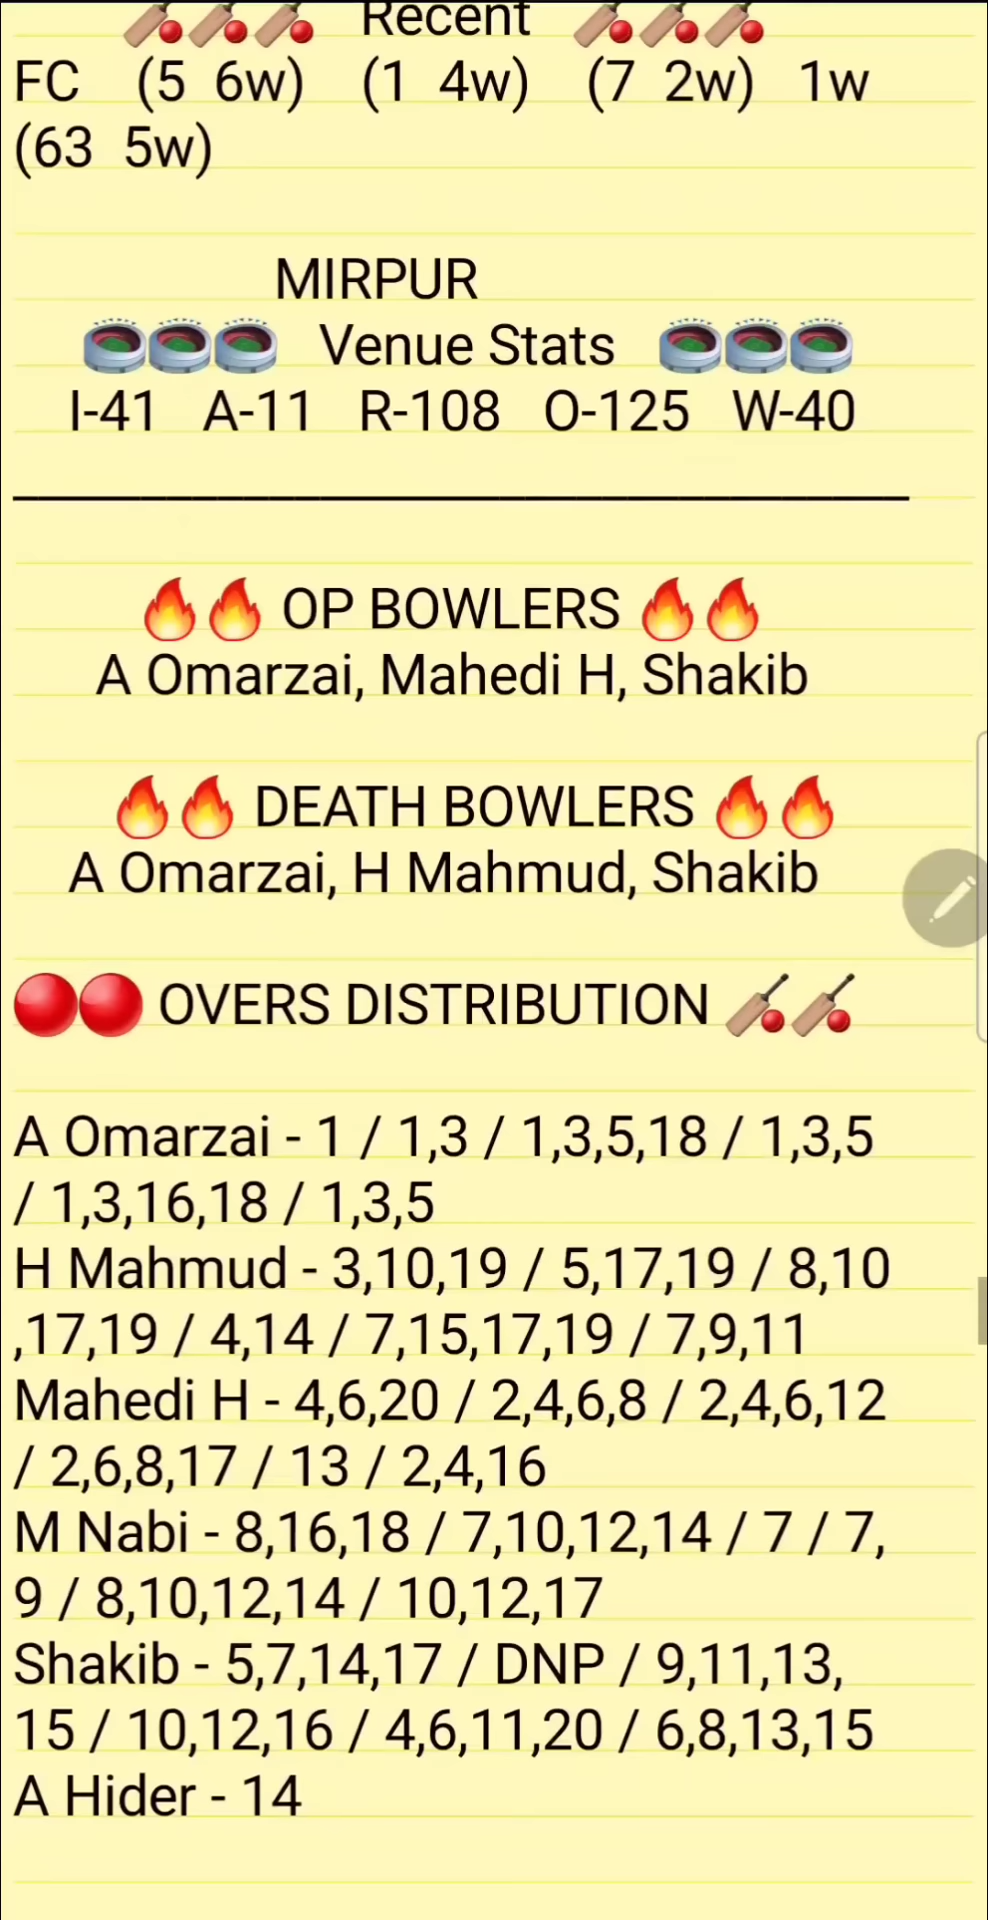 Recent
FC (5 6w) (1 4w) (7 2w) 1w
(63 5w)
MIRPUR
Venue Stats
I-41 A-11 R-108 O-125 W-40
OP BOWLERS
A Omarzai, Mahedi H, Shakib
DEATH BOWLERS
A Omarzai, H Mahmud, Shakib
OVERS DISTRIBUTION
A Omarzai - 1 / 1,3 / 1,3,5,18 / 1,3,5
/ 1,3,16,18 / 1,3,5
H Mahmud - 3,10,19 / 5,17,19 / 8,10
,17,19 / 4,14 / 7,15,17,19 / 7,9,11
Mahedi H - 4,6,20 / 2,4,6,8 / 2,4,6,12
/ 2,6,8,17 / 13 / 2,4,16
M Nabi - 8,16,18 / 7,10,12,14 / 7 / 7,
9 / 8,10,12,14 / 10,12,17
Shakib - 5,7,14,17 / DNP / 9,11,13,
15 / 10,12,16 / 4,6,11,20 / 6,8,13,15
A Hider - 14